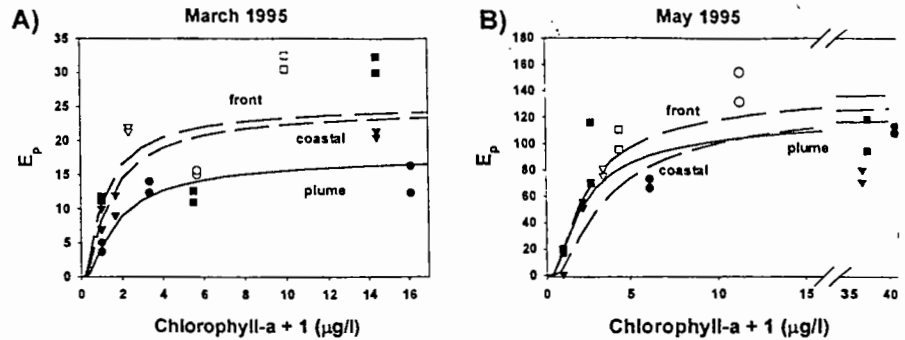 A)
March 1995
35
30
25
20
15
10
5
0
E_p
front
coastal
plume
0 2 4 6 8 10 12 14 16
Chlorophyll-a + 1 (µg/l)
B)
May 1995
180
160
140
120
100
80
60
40
20
0
E_p
front
coastal
plume
0 5 10 15 35 40
Chlorophyll-a + 1 (µg/l)